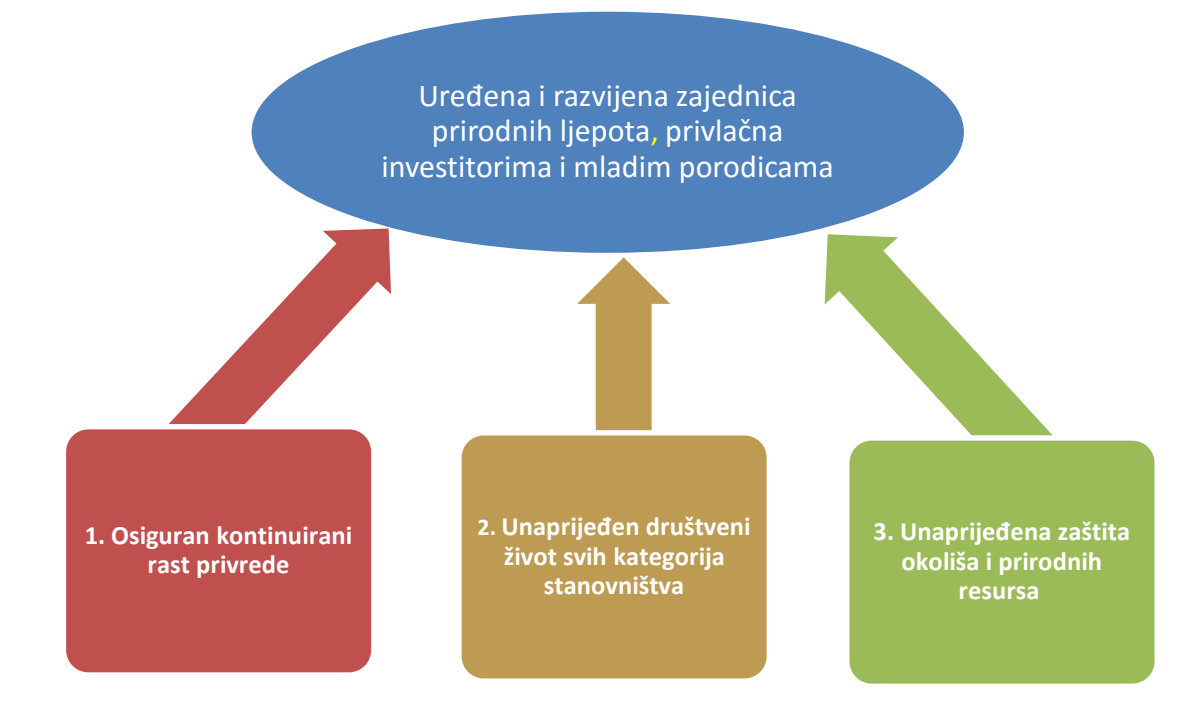 Uređena i razvijena zajednica
prirodnih ljepota, privlačna
investitorima i mladim porodicama
1. Osiguran kontinuirani
rast privrede
2. Unaprijeđen društveni
život svih kategorija
stanovništva
3. Unaprijeđena zaštita
okoliša i prirodnih
resursa